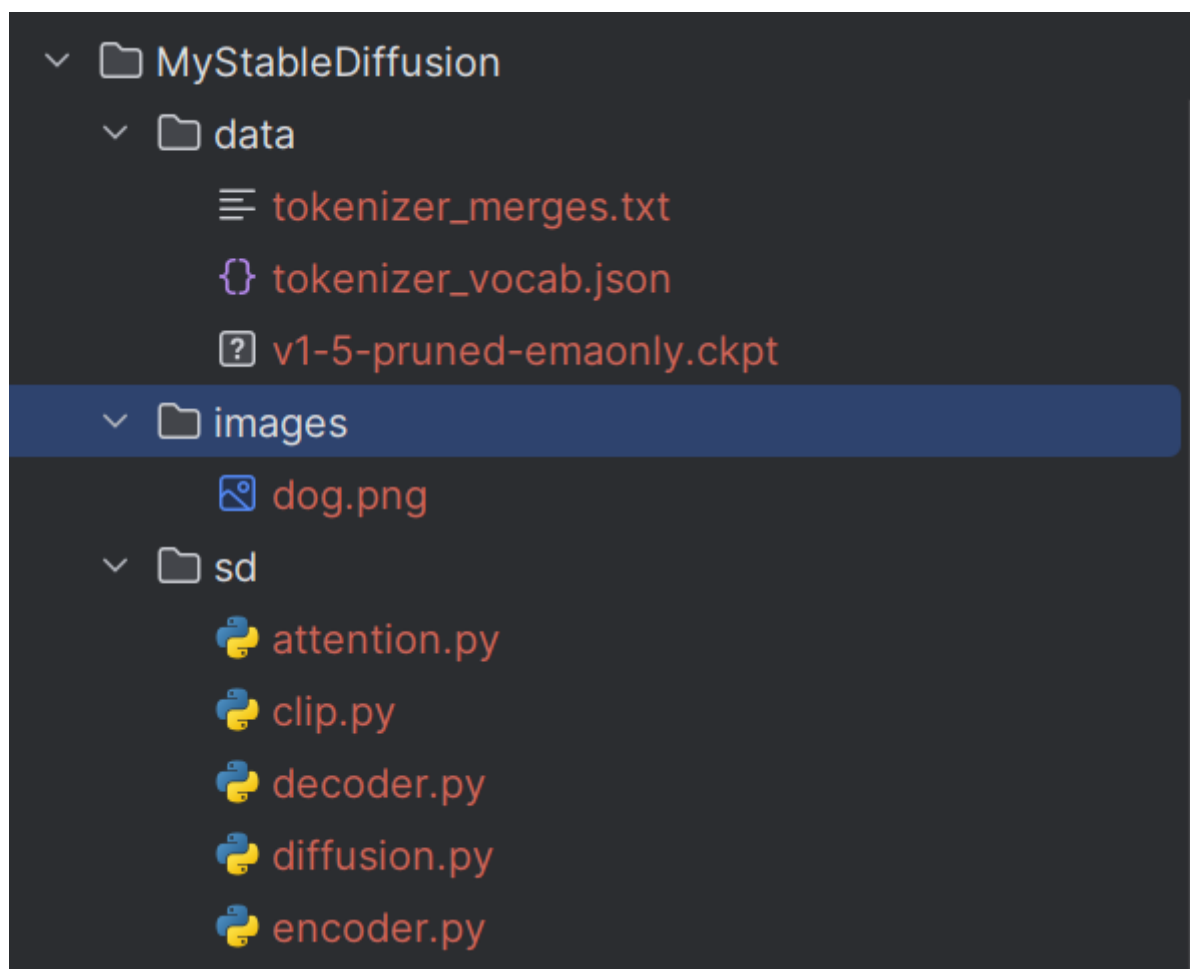 MyStableDiffusion
data
tokenizer_merges.txt
tokenizer_vocab.json
v1-5-pruned-emaonly.ckpt
images
dog.png
sd
attention.py
clip.py
decoder.py
diffusion.py
encoder.py